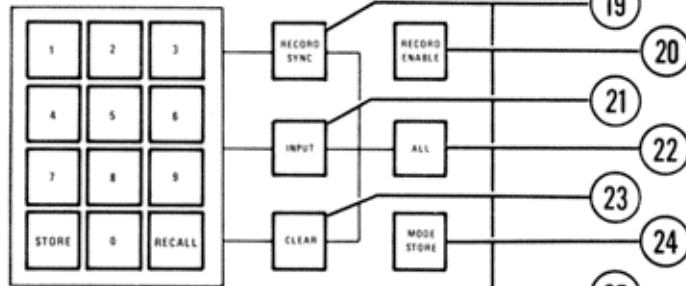 19
1 2 3 RECORD RECORD 20
SYNC ENABLE
21
4 5 6
INPUT ALL 22
7 8 9
23
STORE 0 RECALL CLEAR MODE 24
STORE